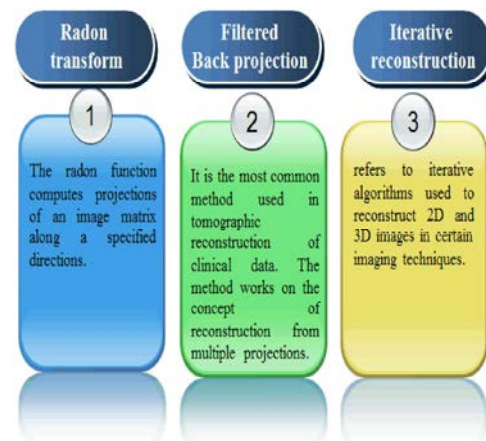 Radon
transform
1
The radon function
computes projections
of an image matrix
along a specified
directions.
Filtered
Back projection
2
It is the most common
method used in
tomographic
reconstruction of
clinical data. The
method works on the
concept of
reconstruction from
multiple projections.
Iterative
reconstruction
3
refers to iterative
algorithms used to
reconstruct 2D and
3D images in certain
imaging techniques.